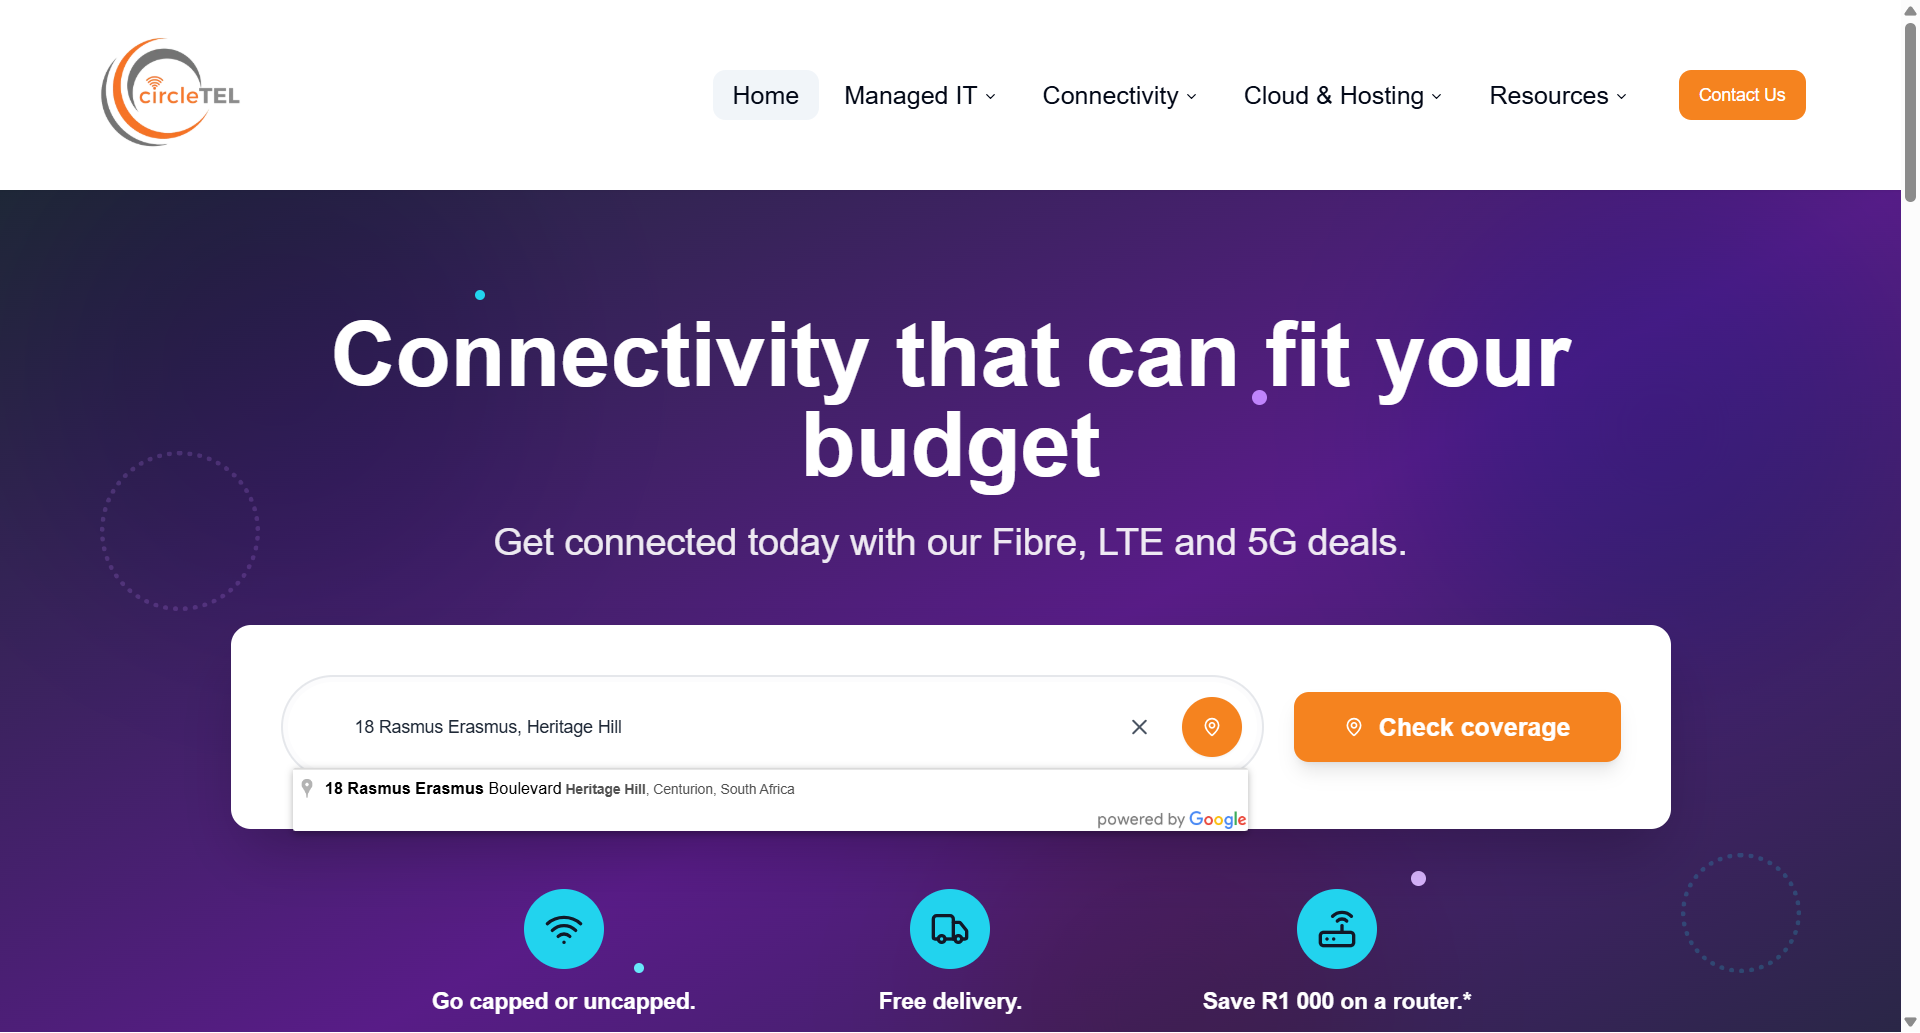 circleTEL
Home
Managed IT
Connectivity
Cloud & Hosting
Resources
Contact Us
Connectivity that can fit your
budget
Get connected today with our Fibre, LTE and 5G deals.
18 Rasmus Erasmus, Heritage Hill
Check coverage
18 Rasmus Erasmus Boulevard Heritage Hill, Centurion, South Africa
powered by Google
Go capped or uncapped.
Free delivery.
Save R1 000 on a router.*